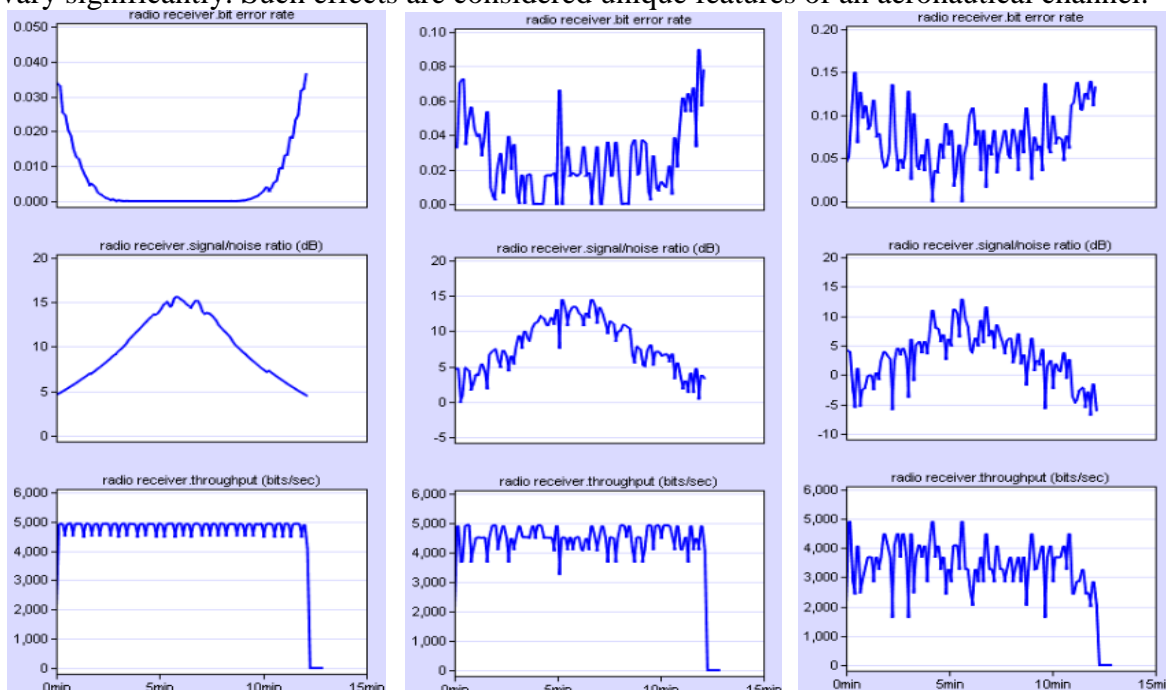 vary significantly. Such effects are considered unique features of an aeronautical channel.
radio receiver.bit error rate
0.050
0.040
0.030
0.020
0.010
0.000
radio receiver.signal/noise ratio (dB)
20
15
10
5
0
radio receiver.throughput (bits/sec)
6,000
5,000
4,000
3,000
2,000
1,000
0
0min
5min
10min
15min
radio receiver.bit error rate
0.10
0.08
0.06
0.04
0.02
0.00
radio receiver.signal/noise ratio (dB)
20
15
10
5
0
-5
radio receiver.throughput (bits/sec)
6,000
5,000
4,000
3,000
2,000
1,000
0
0min
5min
10min
15min
radio receiver.bit error rate
0.20
0.15
0.10
0.05
0.00
radio receiver.signal/noise ratio (dB)
20
15
10
5
0
-5
-10
radio receiver.throughput (bits/sec)
6,000
5,000
4,000
3,000
2,000
1,000
0
0min
5min
10min
15mi